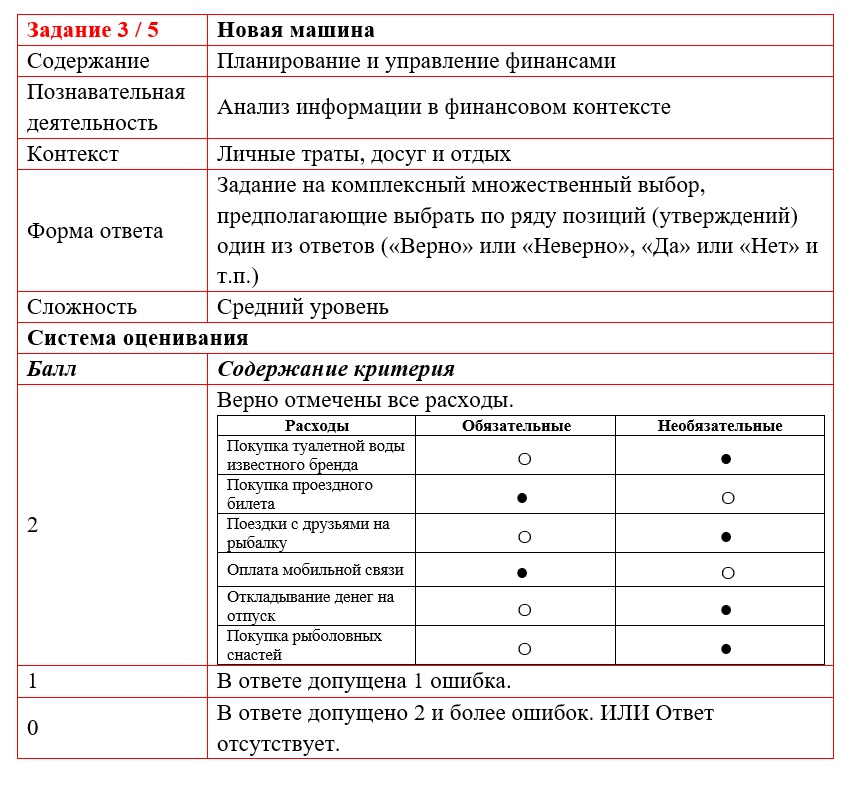 Задание 3 / 5 Новая машина
Содержание Планирование и управление финансами
Познавательная
деятельность
Анализ информации в финансовом контексте
Контекст Личные траты, досуг и отдых
Форма ответа
Задание на комплексный множественный выбор,
предполагающие выбрать по ряду позиций (утверждений)
один из ответов («Верно» или «Неверно», «Да» или «Нет» и
т.п.)
Сложность Средний уровень
Система оценивания
Балл Содержание критерия
2
Верно отмечены все расходы.
Расходы Обязательные Необязательные
Покупка туалетной воды
известного бренда
Покупка проездного
билета
Поездки с друзьями на
рыбалку
Оплата мобильной связи
Откладывание денег на
отпуск
Покупка рыболовных
снастей
1 В ответе допущена 1 ошибка.
0
В ответе допущено 2 и более ошибок. ИЛИ Ответ
отсутствует.